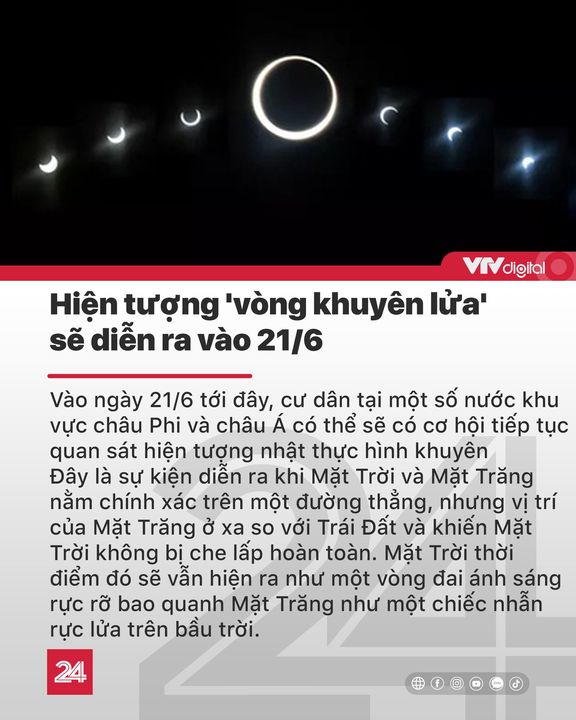 VTVdigital
Hiện tượng 'vòng khuyên lửa'
sẽ diễn ra vào 21/6
Vào ngày 21/6 tới đây, cư dân tại một số nước khu
vực châu Phi và châu Á có thể sẽ có cơ hội tiếp tục
quan sát hiện tượng nhật thực hình khuyên
Đây là sự kiện diễn ra khi Mặt Trời và Mặt Trăng
nằm chính xác trên một đường thẳng, nhưng vị trí
của Mặt Trăng ở xa so với Trái Đất và khiến Mặt
Trời không bị che lấp hoàn toàn. Mặt Trời thời
điểm đó sẽ vẫn hiện ra như một vòng đai ánh sáng
rực rỡ bao quanh Mặt Trăng như một chiếc nhẫn
rực lửa trên bầu trời.
24